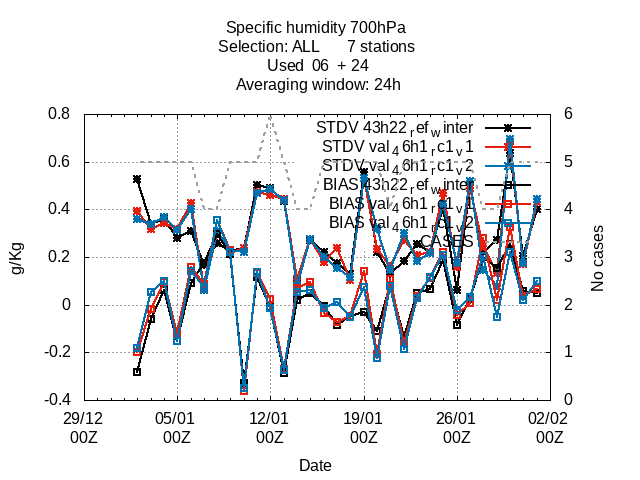 Specific humidity 700hPa
Selection: ALL 7 stations
Used 06 + 24
Averaging window: 24h
0.8
0.6
0.4
0.2
0
-0.2
-0.4
g/Kg
6
5
4
3
2
1
0
No cases
STDV 43h22_ref_winter
STDV val_46h1_rc1_v1
STDV val_46h1_rc1_v2
BIAS 43h22_ref_winter
BIAS val_46h1_rc1_v1
BIAS val_46h1_rc1_v2
CASES
29/12 05/01 12/01 19/01 26/01 02/02
00Z 00Z 00Z 00Z 00Z 00Z
Date